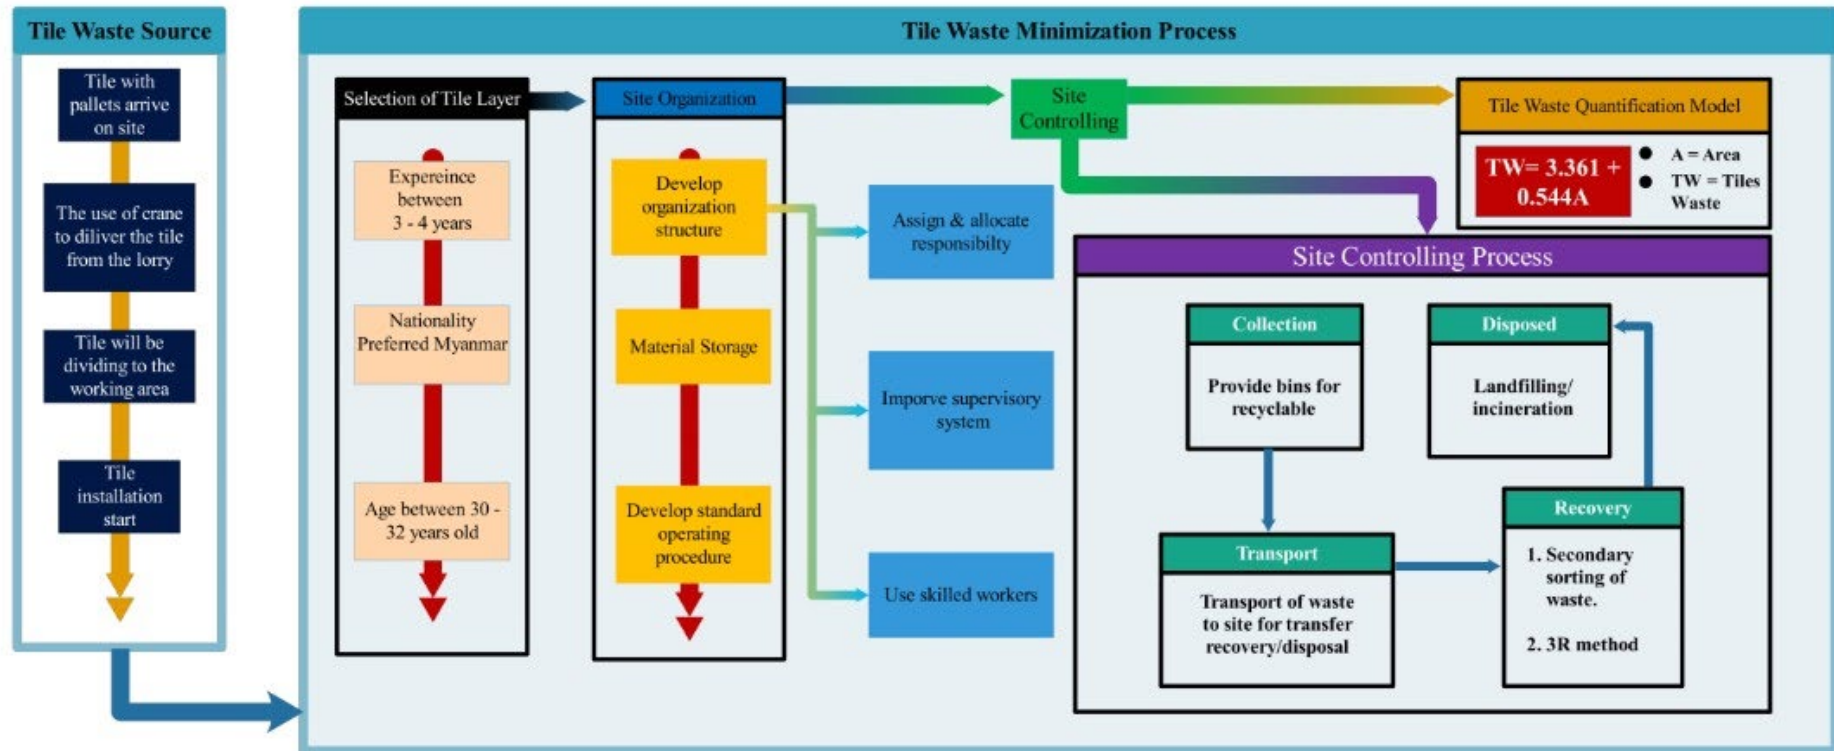 Tile Waste Source
Tile with
pallets arrive
on site
The use of crane
to diliver the tile
from the lorry
Tile will be
dividing to the
working area
Tile
installation
start
Tile Waste Minimization Process
Selection of Tile Layer
Expereince
between
3 - 4 years
Nationality
Preferred Myanmar
Age between 30 -
32 years old
Site Organization
Develop
organization
structure
Material Storage
Develop standard
operating
procedure
Assign & allocate
responsibilty
Imporve supervisory
system
Use skilled workers
Site
Controlling
Tile Waste Quantification Model
TW= 3.361 +
0.544A
● A = Area
● TW = Tiles
Waste
Site Controlling Process
Collection
Provide bins for
recyclable
Transport
Transport of waste
to site for transfer
recovery/disposal
Recovery
1. Secondary
sorting of
waste.
2. 3R method
Disposed
Landfilling/
incineration